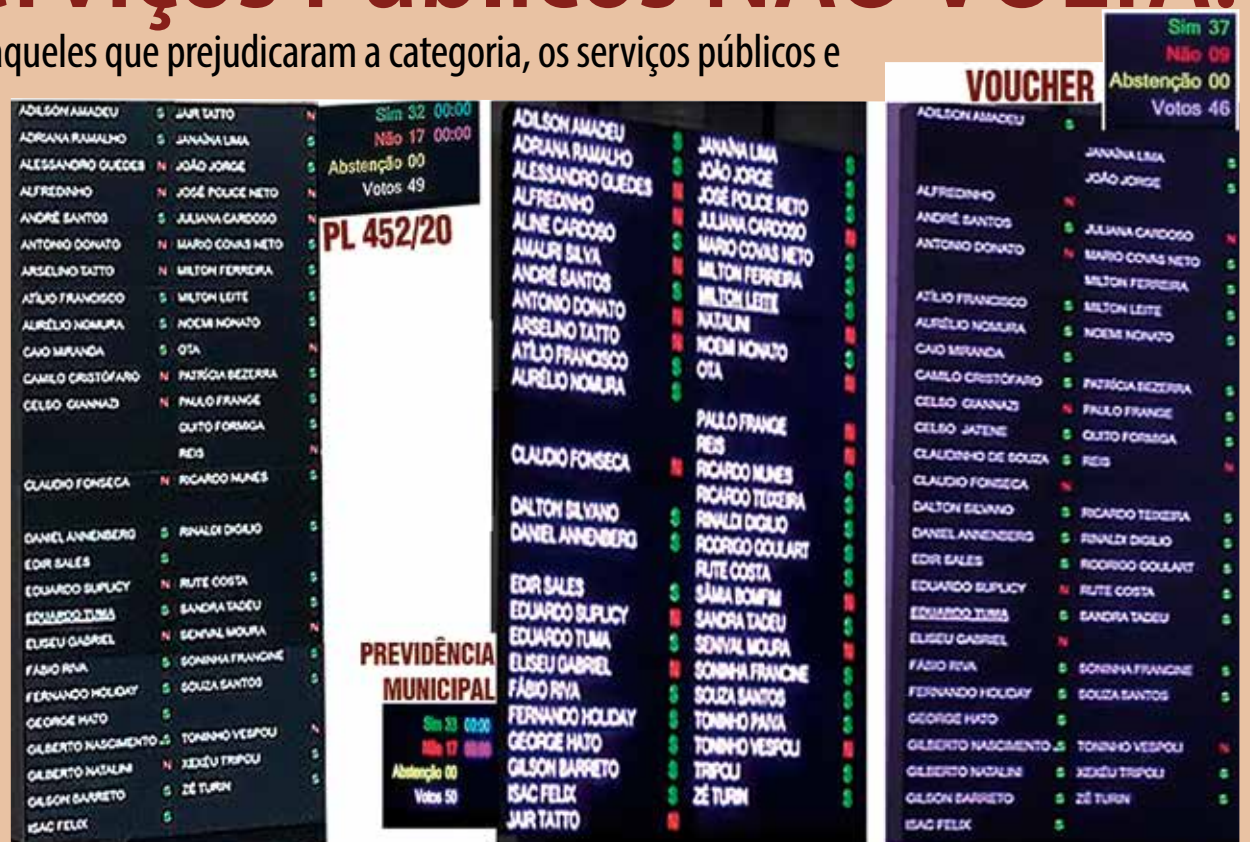 erviços Públicos NÃO VOLTA!
queles que prejudicaram a categoria, os serviços públicos e
ADILSON AMADEU S JAIR TATTO N
ADRIANA RAMALHO S JANAÍNA LIMA S
ALESSANDRO GUEDES N JOÃO JORGE S
ALFREDINHO N JOSÉ POLICE NETO N
ANDRÉ SANTOS S JULIANA CARDOSO N
ANTONIO DONATO N MARIO COVAS NETO S
ARSELINO TATTO N MILTON FERREIRA S
ATÍLIO FRANCISCO S MILTON LEITE S
AURÉLIO NOMURA S NOEMI NONATO S
CAIO MIRANDA S OTA N
CAMILO CRISTÓFARO N PATRÍCIA BEZERRA S
CELSO GIANNAZI N PAULO FRANGE S
QUITO FORMIGA S
REIS N
CLAUDIO FONSECA N RICARDO NUNES S
DANIEL ANNENBERG S RINALDI DIGILIO S
EDIR SALES S
EDUARDO SUPLICY N RUTE COSTA S
EDUARDO TUMA S SANDRA TADEU S
ELISEU GABRIEL N SENIVAL MOURA N
FÁBIO RIVA S SONINHA FRANCINE S
FERNANDO HOLIDAY S SOUZA SANTOS S
GEORGE HATO S
GILBERTO NASCIMENTO S TONINHO VESPOLI N
GILBERTO NATALINI N XEXÉU TRIPOLI S
GILSON BARRETO S ZÉ TURIN S
ISAC FELIX S
Sim 32 00:00
Não 17 00:00
Abstenção 00
Votos 49
PL 452/20
PREVIDÊNCIA
MUNICIPAL
Sim 33 00:00
Não 17 00:00
Abstenção 00
Votos 50
ADILSON AMADEU S JANAÍNA LIMA S
ADRIANA RAMALHO S JOÃO JORGE S
ALESSANDRO GUEDES N JOSÉ POLICE NETO S
ALFREDINHO N JULIANA CARDOSO N
ALINE CARDOSO S MARIO COVAS NETO S
AMAURI SILVA N MILTON FERREIRA S
ANDRÉ SANTOS S MILTON LEITE S
ANTONIO DONATO N NATALINI
ARSELINO TATTO N NOEMI NONATO S
ATÍLIO FRANCISCO S OTA N
AURÉLIO NOMURA S
PAULO FRANGE N
REIS N
CLAUDIO FONSECA N RICARDO NUNES S
RICARDO TEIXEIRA S
DALTON SILVANO S RINALDI DIGILIO S
DANIEL ANNENBERG S RODRIGO GOULART S
RUTE COSTA S
EDIR SALES S SÂMIA BOMFIM N
EDUARDO SUPLICY N SANDRA TADEU S
EDUARDO TUMA S SENIVAL MOURA N
ELISEU GABRIEL N SONINHA FRANCINE S
FÁBIO RIVA S SOUZA SANTOS S
FERNANDO HOLIDAY S TONINHO PAIVA S
GEORGE HATO S TONINHO VESPOLI N
GILSON BARRETO S TRIPOLI S
ISAC FELIX S ZÉ TURIN S
JAIR TATTO N
VOUCHER
Sim 37
Não 09
Abstenção 00
Votos 46
ADILSON AMADEU S
JANAÍNA LIMA S
JOÃO JORGE S
ALFREDINHO N
ANDRÉ SANTOS S JULIANA CARDOSO N
ANTONIO DONATO N MARIO COVAS NETO S
MILTON FERREIRA S
ATÍLIO FRANCISCO S MILTON LEITE S
AURÉLIO NOMURA S NOEMI NONATO S
CAIO MIRANDA S
CAMILO CRISTÓFARO S PATRÍCIA BEZERRA S
CELSO GIANNAZI N PAULO FRANGE S
CELSO JATENE S QUITO FORMIGA S
CLAUDINHO DE SOUZA S REIS N
CLAUDIO FONSECA N
DALTON SILVANO S RICARDO TEIXEIRA S
DANIEL ANNENBERG S RINALDI DIGILIO S
EDIR SALES S RODRIGO GOULART S
EDUARDO SUPLICY N RUTE COSTA S
EDUARDO TUMA S SANDRA TADEU S
ELISEU GABRIEL N
FÁBIO RIVA S SONINHA FRANCINE S
FERNANDO HOLIDAY S SOUZA SANTOS S
GEORGE HATO S
GILBERTO NASCIMENTO S TONINHO VESPOLI N
GILBERTO NATALINI S XEXÉU TRIPOLI S
GILSON BARRETO S ZÉ TURIN S
ISAC FELIX S